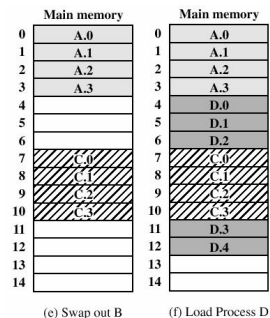 Main memory Main memory
0 A.0 0 A.0
1 A.1 1 A.1
2 A.2 2 A.2
3 A.3 3 A.3
4 4 D.0
5 5 D.1
6 6 D.2
7 C.0 7 C.0
8 C.1 8 C.1
9 C.2 9 C.2
10 C.3 10 C.3
11 11 D.3
12 12 D.4
13 13
14 14
(e) Swap out B (f) Load Process D